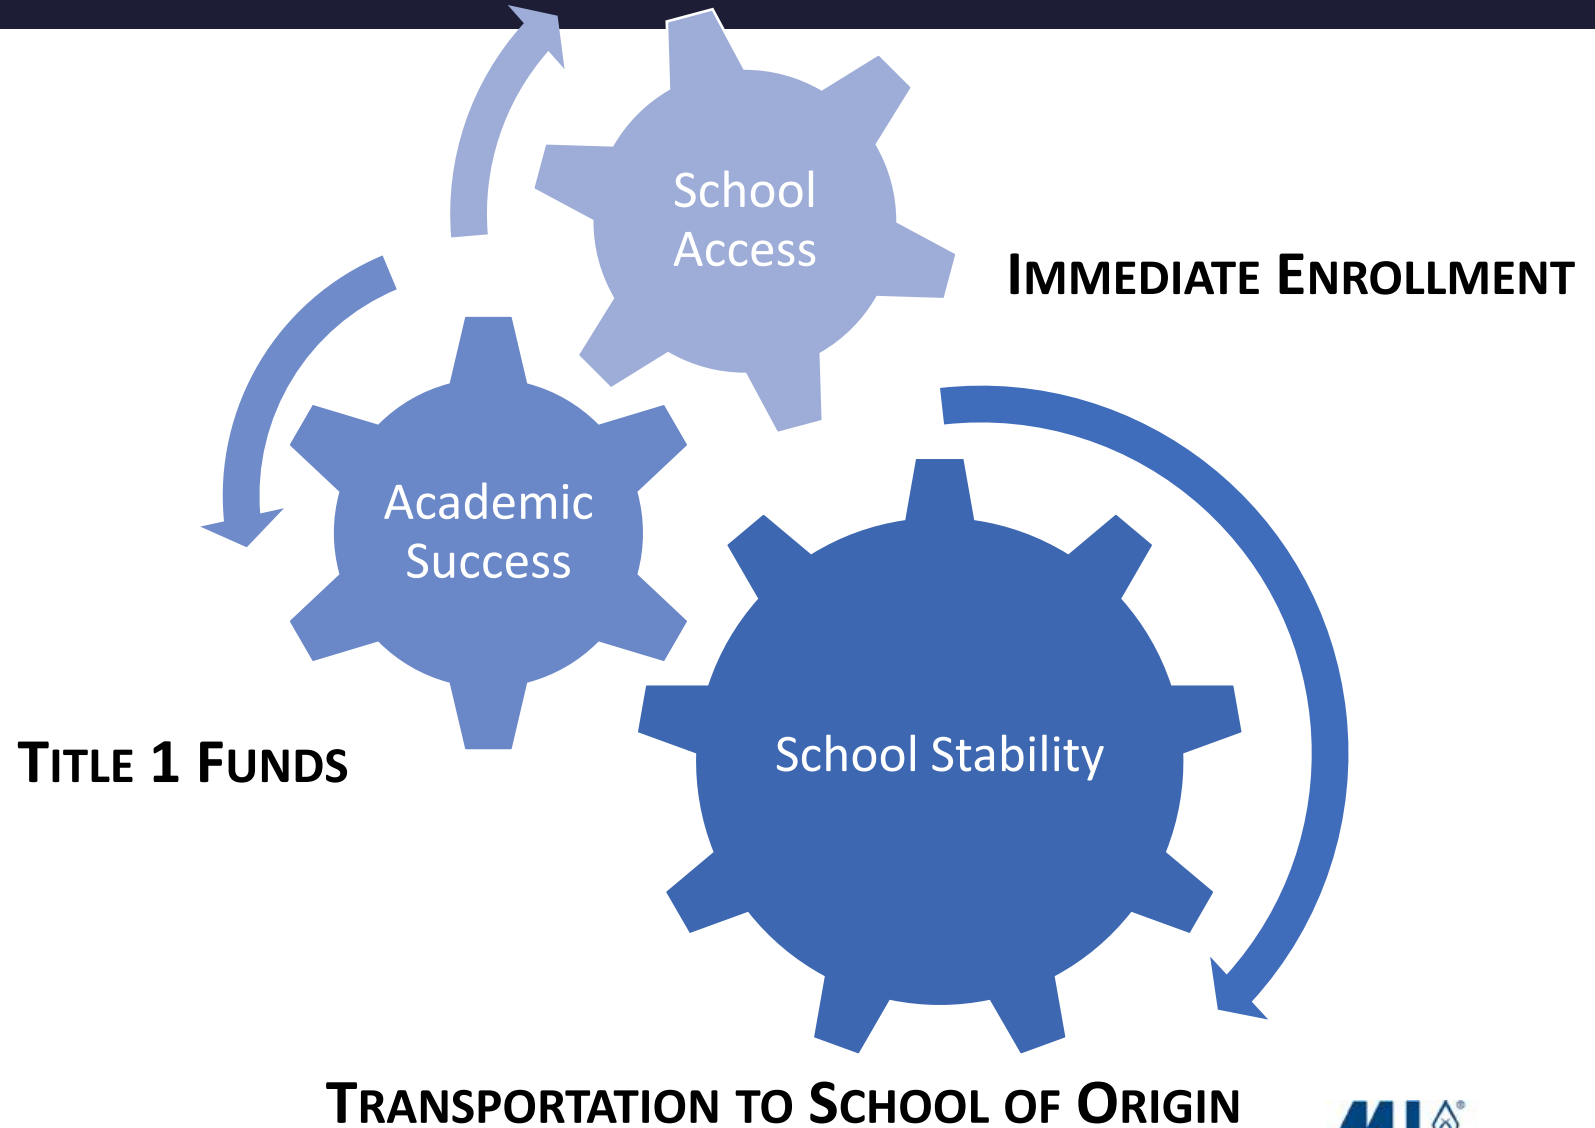 School
Access
IMMEDIATE ENROLLMENT
Academic
Success
School Stability
TITLE 1 FUNDS
TRANSPORTATION TO SCHOOL OF ORIGIN